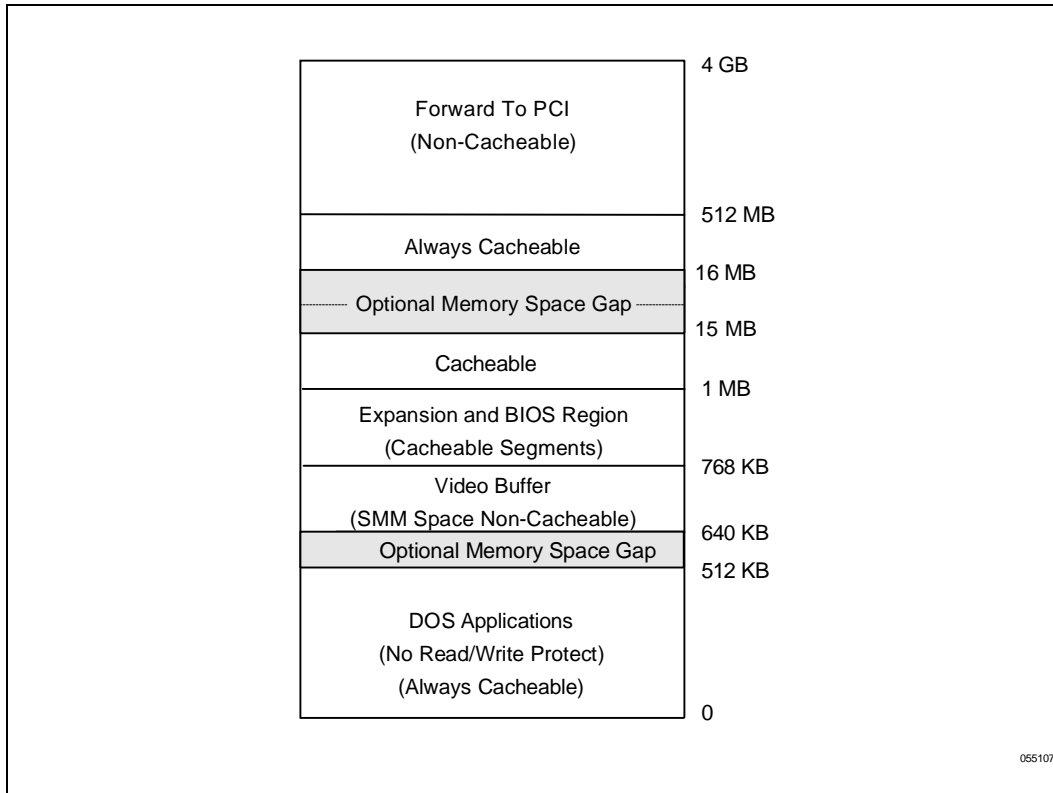 4 GB
Forward To PCI
(Non-Cacheable)
512 MB
Always Cacheable
16 MB
Optional Memory Space Gap
15 MB
Cacheable
1 MB
Expansion and BIOS Region
(Cacheable Segments)
768 KB
Video Buffer
(SMM Space Non-Cacheable)
640 KB
Optional Memory Space Gap
512 KB
DOS Applications
(No Read/Write Protect)
(Always Cacheable)
0
055107